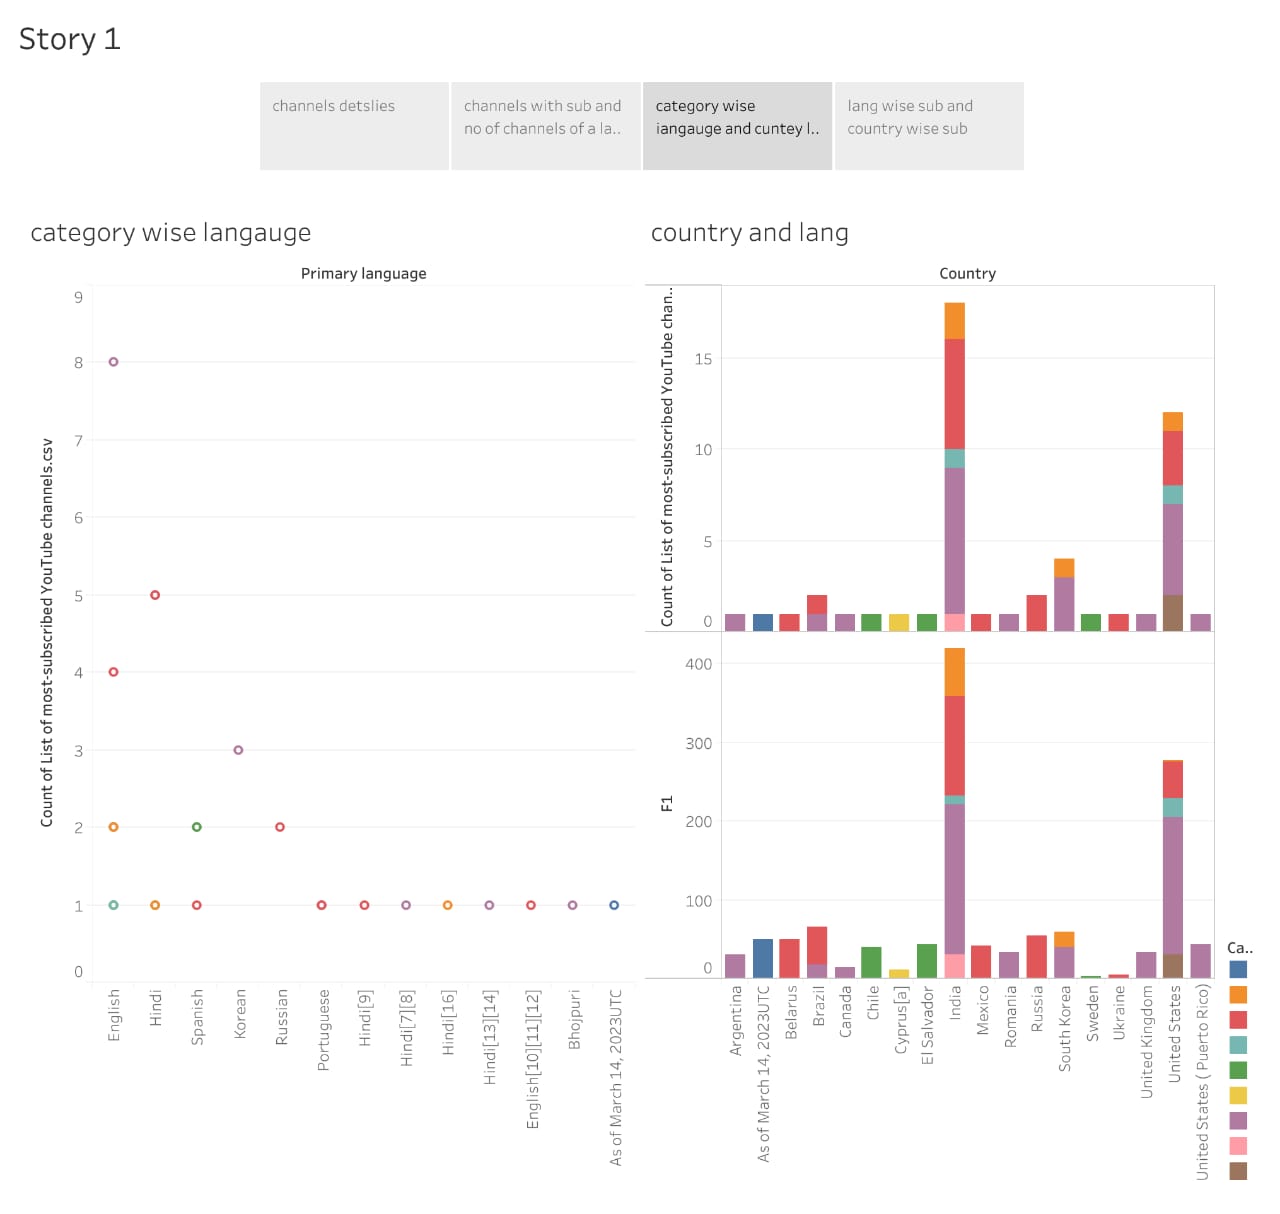 Story 1
channels detslies
channels with sub and
no of channels of a la..
category wise
iangauge and cuntey l..
lang wise sub and
country wise sub
category wise langauge
Primary language
Count of List of most-subscribed YouTube channels.csv
9
8
7
6
5
4
3
2
1
0
English
Hindi
Spanish
Korean
Russian
Portuguese
Hindi[9]
Hindi[7][8]
Hindi[16]
Hindi[13][14]
English[10][11][12]
Bhojpuri
As of March 14, 2023UTC
country and lang
Country
Count of List of most-subscribed YouTube chan..
15
10
5
0
F1
400
300
200
100
0
Argentina
As of March 14, 2023UTC
Belarus
Brazil
Canada
Chile
Cyprus[a]
El Salvador
India
Mexico
Romania
Russia
South Korea
Sweden
Ukraine
United Kingdom
United States
United States ( Puerto Rico)
Ca..